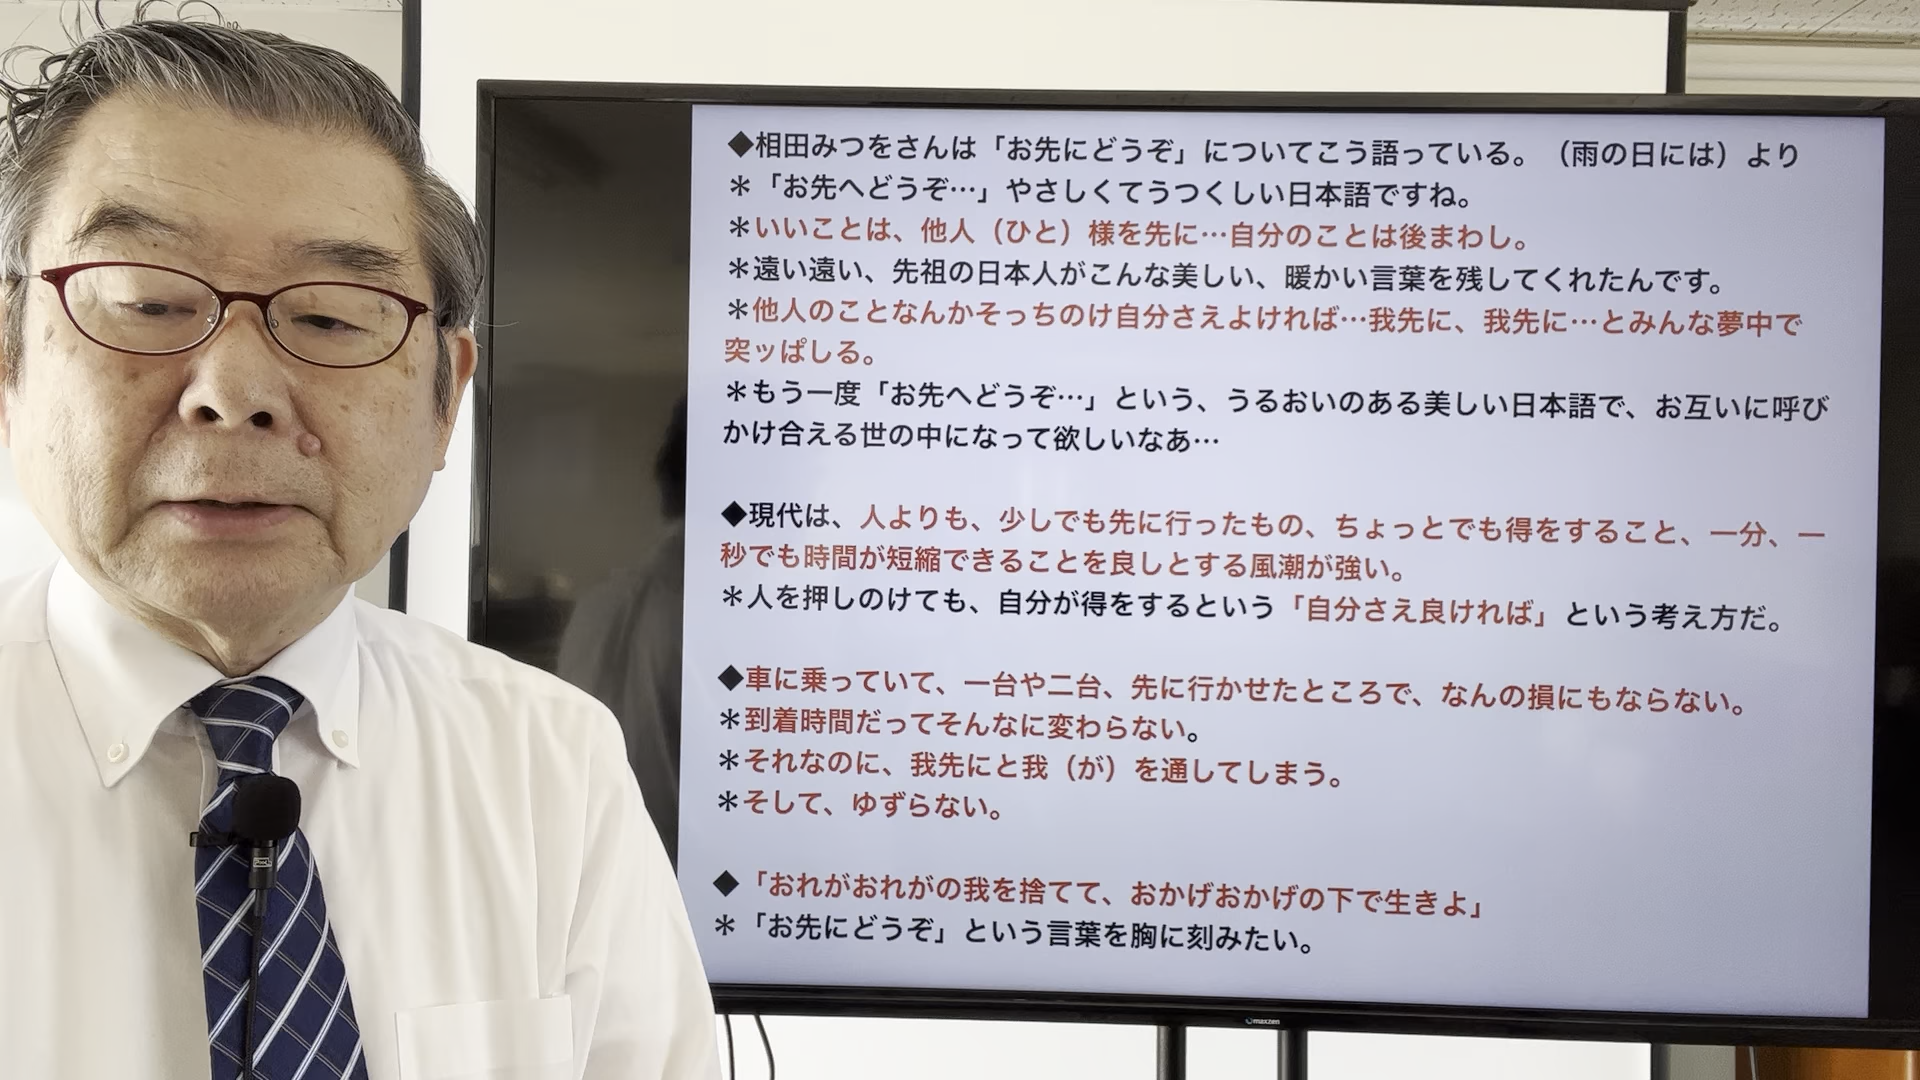 ◆相田みつをさんは「お先にどうぞ」についてこう語っている。（雨の日には）より
＊「お先へどうぞ…」やさしくてうつくしい日本語ですね。
＊いいことは、他人（ひと）様を先に…自分のことは後まわし。
＊遠い遠い、先祖の日本人がこんな美しい、暖かい言葉を残してくれたんです。
＊他人のことなんかそっちのけ自分さえよければ…我先に、我先に…とみんな夢中で
突ッぱしる。
＊もう一度「お先へどうぞ…」という、うるおいのある美しい日本語で、お互いに呼び
かけ合える世の中になって欲しいなあ…
◆現代は、人よりも、少しでも先に行ったもの、ちょっとでも得をすること、一分、一
秒でも時間が短縮できることを良しとする風潮が強い。
＊人を押しのけても、自分が得をするという「自分さえ良ければ」という考え方だ。
◆車に乗っていて、一台や二台、先に行かせたところで、なんの損にもならない。
＊到着時間だってそんなに変わらない。
＊それなのに、我先にと我（が）を通してしまう。
＊そして、ゆずらない。
◆「おれがおれがの我を捨てて、おかげおかげの下で生きよ」
＊「お先にどうぞ」という言葉を胸に刻みたい。
maxzen